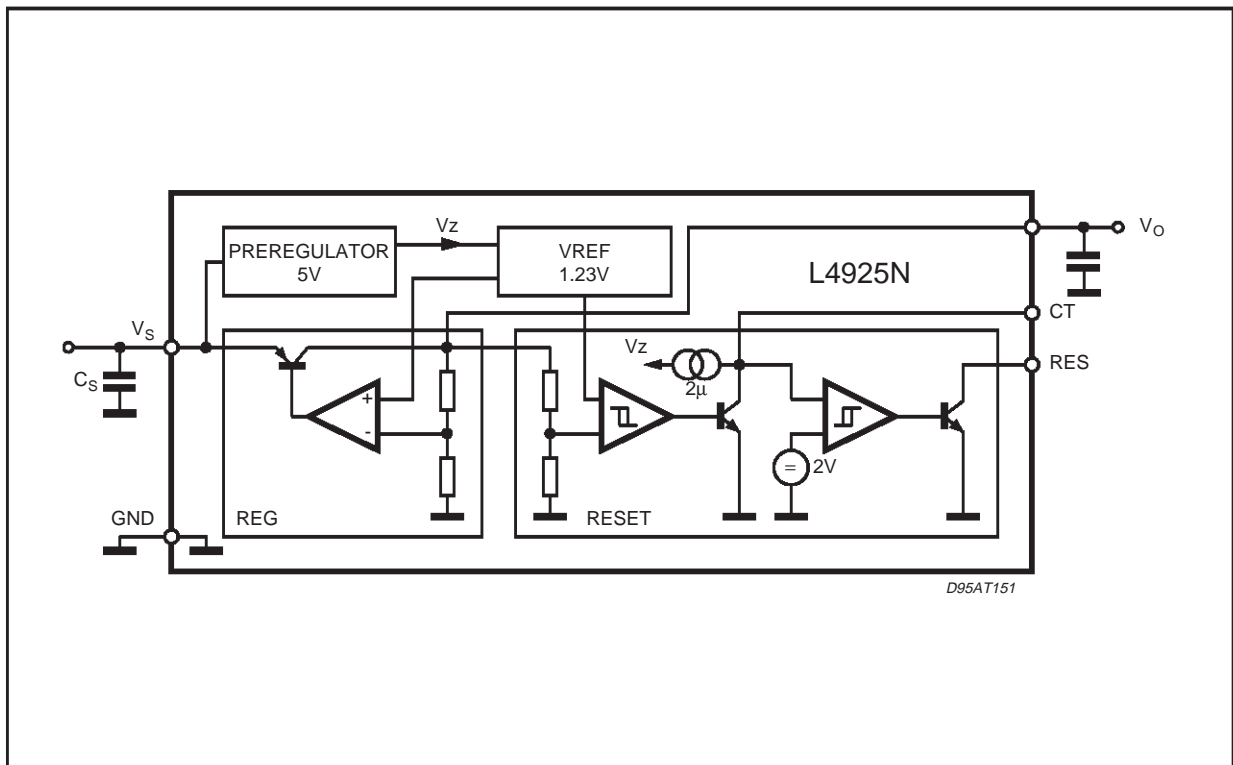 Vz
PREREGULATOR
5V
VREF
1.23V
L4925N
VO
CT
VS
CS
Vz
2μ
RES
+
-
=
2V
GND
REG
RESET
D95AT151